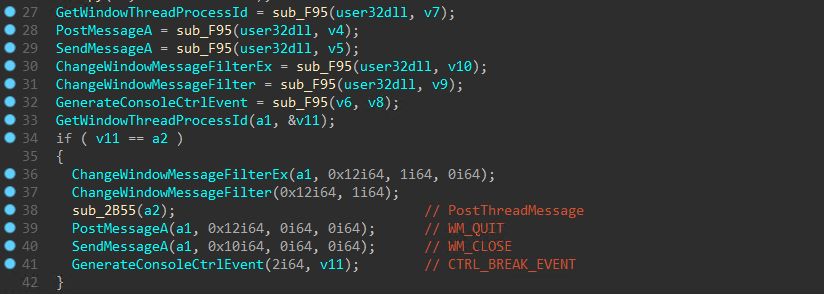 27 GetWindowThreadProcessId = sub_F95(user32dll, v7);
28 PostMessageA = sub_F95(user32dll, v4);
29 SendMessageA = sub_F95(user32dll, v5);
30 ChangeWindowMessageFilterEx = sub_F95(user32dll, v10);
31 ChangeWindowMessageFilter = sub_F95(user32dll, v9);
32 GenerateConsoleCtrlEvent = sub_F95(v6, v8);
33 GetWindowThreadProcessId(a1, &v11);
34 if ( v11 == a2 )
35 {
36 ChangeWindowMessageFilterEx(a1, 0x12i64, 1i64, 0i64);
37 ChangeWindowMessageFilter(0x12i64, 1i64);
38 sub_2B55(a2); // PostThreadMessage
39 PostMessageA(a1, 0x12i64, 0i64, 0i64); // WM_QUIT
40 SendMessageA(a1, 0x10i64, 0i64, 0i64); // WM_CLOSE
41 GenerateConsoleCtrlEvent(2i64, v11); // CTRL_BREAK_EVENT
42 }